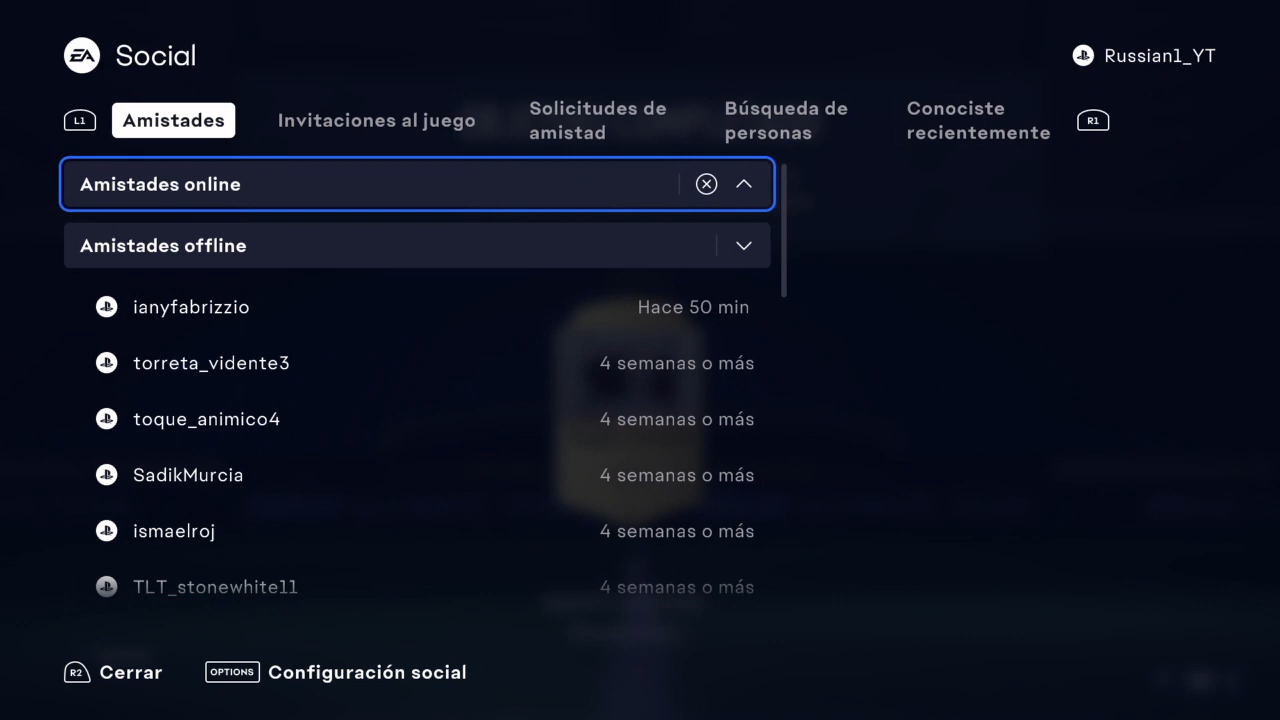 EA Social
Russian1_YT
L1
Amistades
Invitaciones al juego
Solicitudes de
amistad
Búsqueda de
personas
Conociste
recientemente
R1
Amistades online
Amistades offline
ianyfabrizzio Hace 50 min
torreta_vidente3 4 semanas o más
toque_animico4 4 semanas o más
SadikMurcia 4 semanas o más
ismaelroj 4 semanas o más
TLT_stonewhite11 4 semanas o más
R2 Cerrar OPTIONS Configuración social